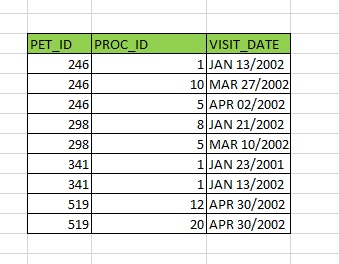 PET_ID PROC_ID VISIT_DATE
246 1 JAN 13/2002
246 10 MAR 27/2002
246 5 APR 02/2002
298 8 JAN 21/2002
298 5 MAR 10/2002
341 1 JAN 23/2001
341 1 JAN 13/2002
519 12 APR 30/2002
519 20 APR 30/2002